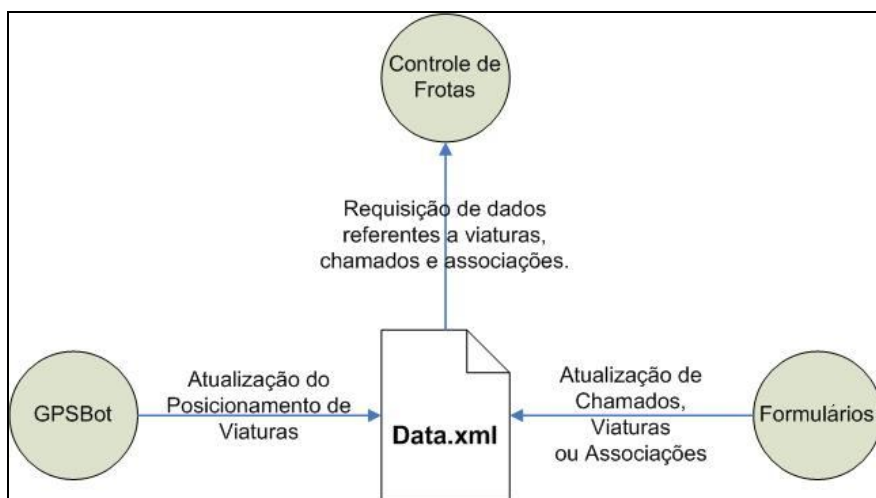 Controle de
Frotas
Requisição de dados
referentes a viaturas,
chamados e associações.
GPSBot
Atualização do
Posicionamento de
Viaturas
Data.xml
Atualização de
Chamados,
Viaturas
ou Associações
Formulários